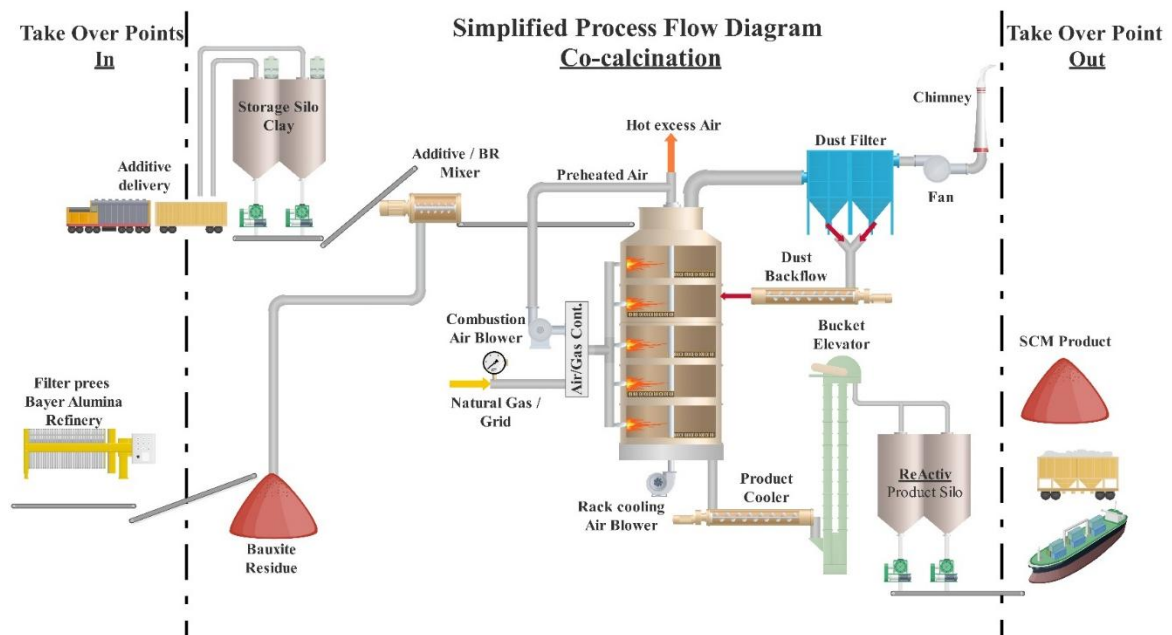 Take Over Points
In
Simplified Process Flow Diagram
Co-calcination
Take Over Point
Out
Storage Silo
Clay
Additive
delivery
Additive / BR
Mixer
Hot excess Air
Preheated Air
Dust Filter
Chimney
Fan
Dust
Backflow
Combustion
Air Blower
Air/Gas Cont.
Natural Gas /
Grid
Bucket
Elevator
SCM Product
Filter prees
Bayer Alumina
Refinery
Bauxite
Residue
Rack cooling
Air Blower
Product
Cooler
ReActiv
Product Silo